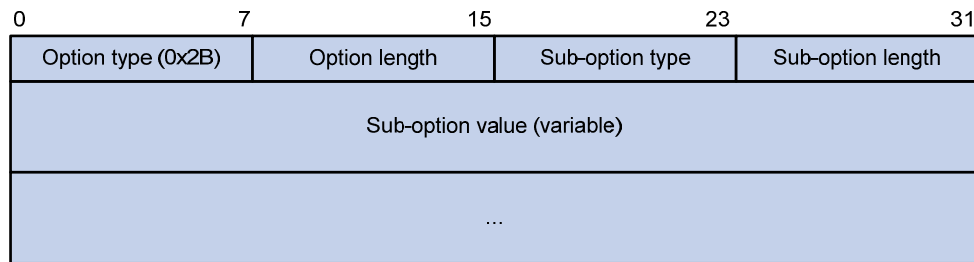 0 7 15 23 31
Option type (0x2B) Option length Sub-option type Sub-option length
Sub-option value (variable)
...